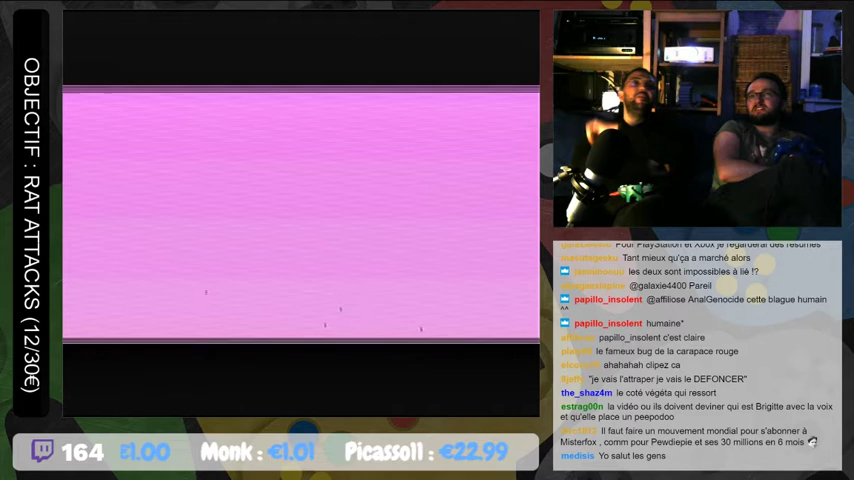 OBJECTIF : RAT ATTACKS (12/30€)
Pour PlayStation et Xbox je regarderai des résumés
Tant mieux qu'ça a marché alors
les deux sont impossibles à lié !?
@galaxie4400 Pareil
papillo_insolent @affiliose AnalGenocide cette blague humain
^^
papillo_insolent humaine*
papillo_insolent c'est claire
le fameux bug de la carapace rouge
ahahahah clipez ca
"je vais l'attraper je vais le DEFONCER"
the_shaz4m le coté végéta qui ressort
estrag00n la vidéo ou ils doivent deviner qui est Brigitte avec la voix
et qu'elle place un peepodoo
Il faut faire un mouvement mondial pour s'abonner à
Misterfox , comm pour Pewdiepie et ses 30 millions en 6 mois
medisis Yo salut les gens
164 €1.00 Monk : €1.01 Picassoll : €22.99